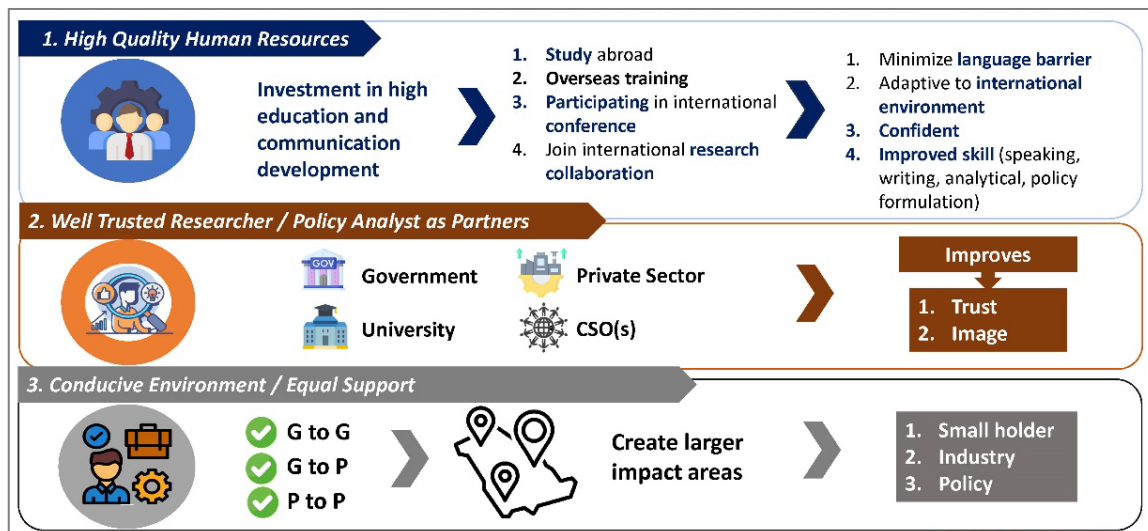 1. High Quality Human Resources
Investment in high
education and
communication
development
1. Study abroad
2. Overseas training
3. Participating in international
conference
4. Join international research
collaboration
1. Minimize language barrier
2. Adaptive to international
environment
3. Confident
4. Improved skill (speaking,
writing, analytical, policy
formulation)
2. Well Trusted Researcher / Policy Analyst as Partners
GOV
Government
Private Sector
University
CSO(s)
Improves
1. Trust
2. Image
3. Conducive Environment / Equal Support
G to G
G to P
P to P
Create larger
impact areas
1. Small holder
2. Industry
3. Policy